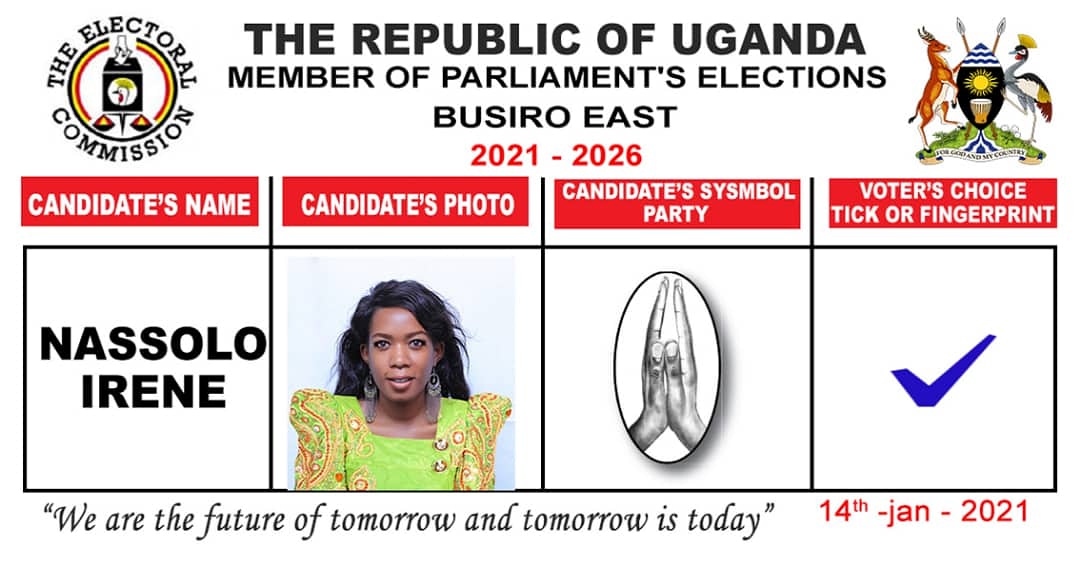 THE ELECTORAL
COMMISSION
THE REPUBLIC OF UGANDA
MEMBER OF PARLIAMENT'S ELECTIONS
BUSIRO EAST
2021 - 2026
FOR GOD AND MY COUNTRY
CANDIDATE'S NAME
CANDIDATE'S PHOTO
CANDIDATE'S SYSMBOL
PARTY
VOTER'S CHOICE
TICK OR FINGERPRINT
NASSOLO
IRENE
“We are the future of tomorrow and tomorrow is today”
14th -jan - 2021